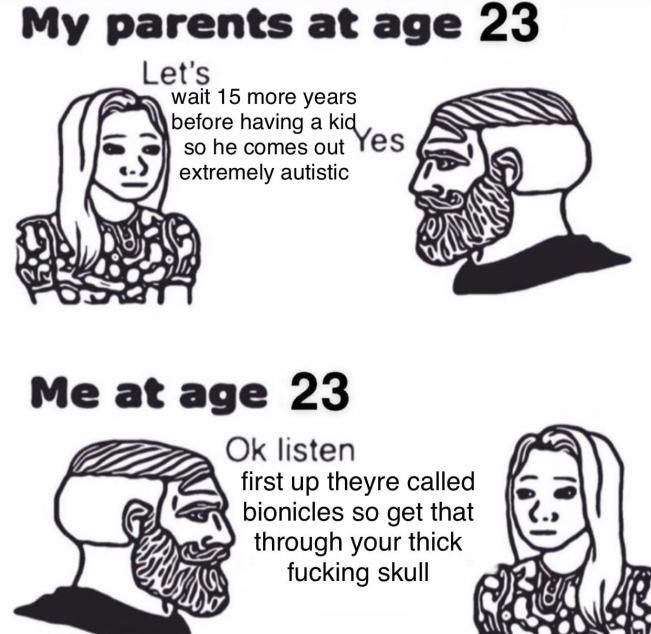 My parents at age 23
Let's
wait 15 more years
before having a kid
so he comes out
extremely autistic
Yes
Me at age 23
Ok listen
first up theyre called
bionicles so get that
through your thick
fucking skull